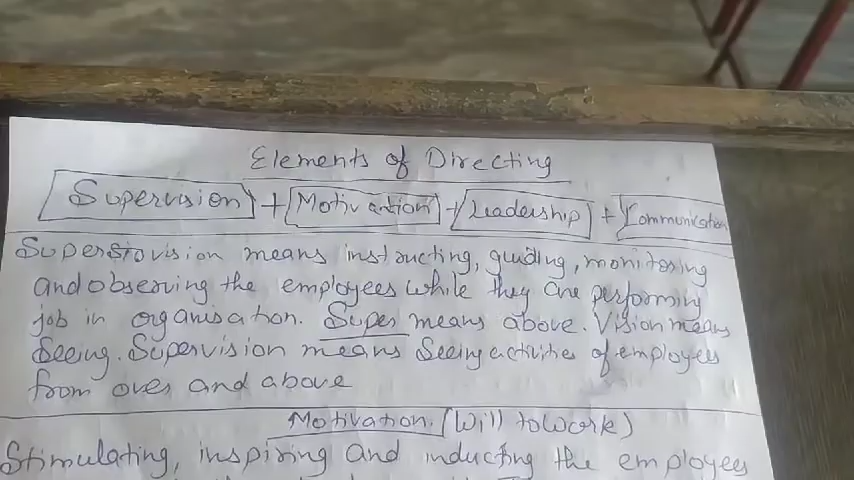 Elements of Directing
Supervision + Motivation + Leadership + Communication
Superstovision means instructing, guiding, monitoring
and observing the employees while they are performing
job in organisation. Super means above. Vision means
Seeing. Supervision means Seeing activities of employees
from over and above
Motivation. (Will to work)
Stimulating, inspiring and inducting the employees